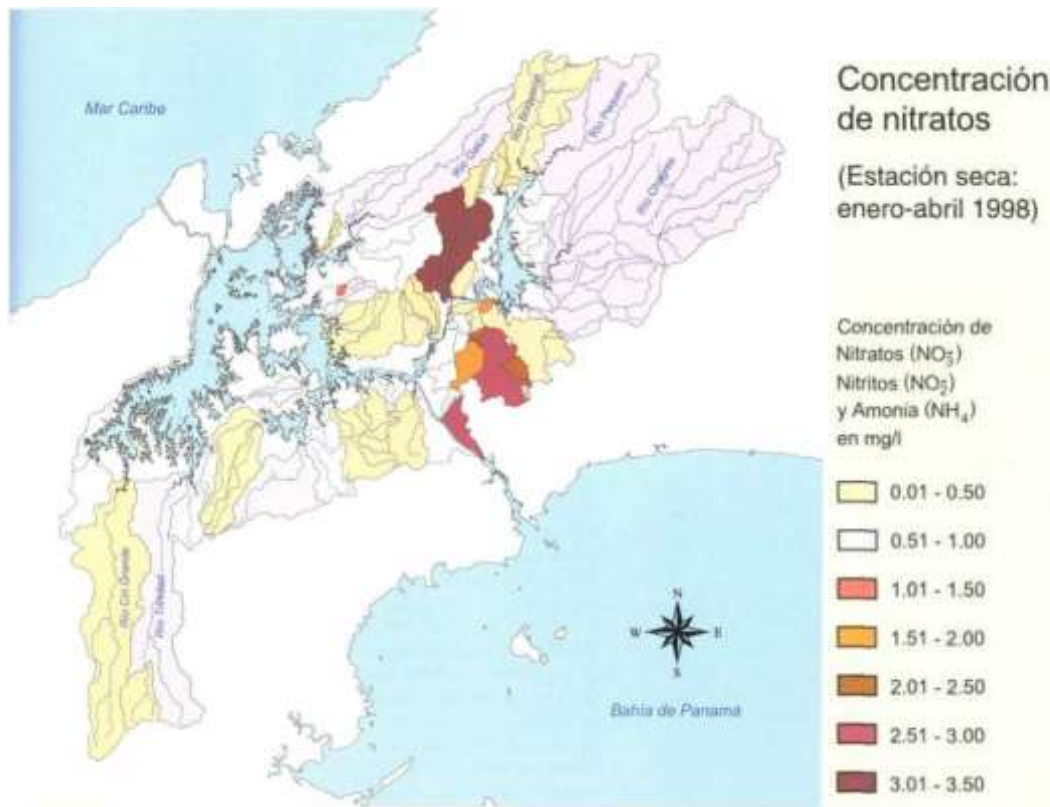 Concentración
de nitratos
(Estación seca:
enero-abril 1998)
Concentración de
Nitratos (NO₃⁻)
Nitritos (NO₂⁻)
y Amonia (NH₄)
en mg/l
0.01 - 0.50
0.51 - 1.00
1.01 - 1.50
1.51 - 2.00
2.01 - 2.50
2.51 - 3.00
3.01 - 3.50
Mar Caribe
Río Gatún
Río Boquerón
Río Pequení
Río Chagres
Río Ciri Grande
Río Trinidad
N
W
E
S
Bahía de Panamá